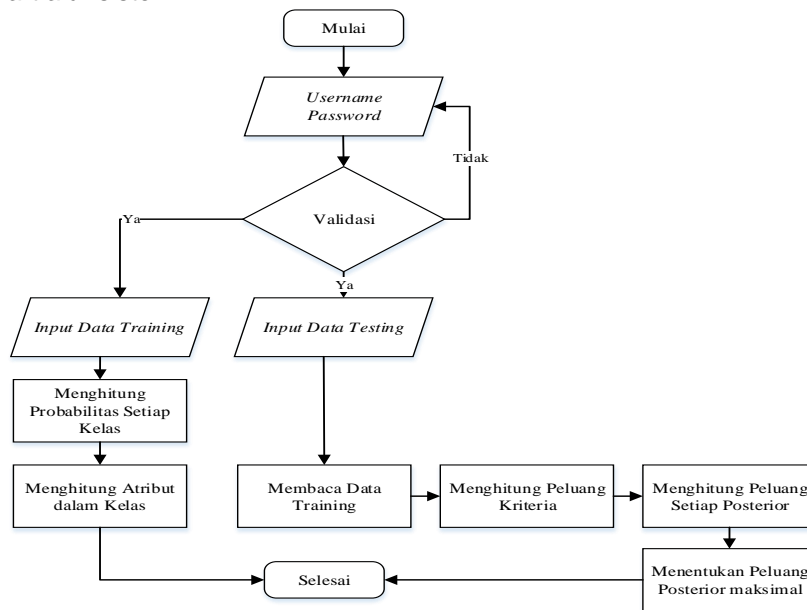 Mulai
Username
Password
Tidak
Validasi
Ya
Ya
Input Data Training
Input Data Testing
Menghitung
Probabilitas Setiap
Kelas
Menghitung Atribut
dalam Kelas
Membaca Data
Training
Menghitung Peluang
Kriteria
Menghitung Peluang
Setiap Posterior
Menentukan Peluang
Posterior maksimal
Selesai